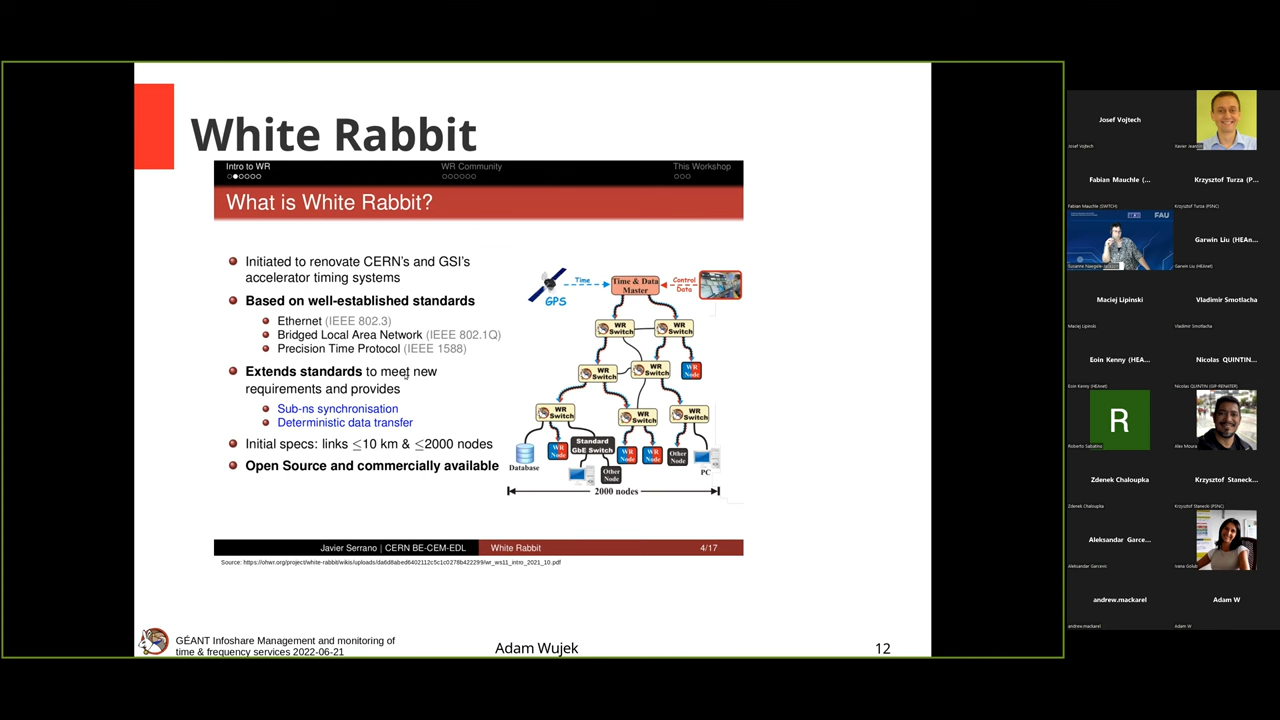 White Rabbit
Intro to WR
WR Community
This Workshop
What is White Rabbit?
Initiated to renovate CERN's and GSI's
accelerator timing systems
Based on well-established standards
Ethernet (IEEE 802.3)
Bridged Local Area Network (IEEE 802.1Q)
Precision Time Protocol (IEEE 1588)
Extends standards to meet new
requirements and provides
Sub-ns synchronisation
Deterministic data transfer
Initial specs: links ≤10 km & ≤2000 nodes
Open Source and commercially available
GPS
Time
Time & Data
Master
Control
Data
WR
Switch
WR
Switch
WR
Switch
WR
Switch
WR
Node
WR
Switch
WR
Switch
WR
Switch
Database
WR
Node
Standard
GbE Switch
Other
Node
WR
Node
WR
Node
Other
Node
PC
2000 nodes
Javier Serrano | CERN BE-CEM-EDL
White Rabbit
4/17
Source: https://ohwr.org/project/white-rabbit/wikis/uploads/da6d8abed6402112c5c1c0278b422299/wr_ws11_intro_2021_10.pdf
GÉANT Infoshare Management and monitoring of
time & frequency services 2022-06-21
Adam Wujek
12
Josef Vojtech
Josef Vojtech
Xavier Jeannin
Fabian Mauchle (...
Fabian Mauchle (SWITCH)
Krzysztof Turza (P...
Krzysztof Turza (PSNC)
FAU
Garwin Liu (HEAn...
Garwin Liu (HEAnet)
Maciej Lipinski
Maciej Lipinski
Vladimir Smotlacha
Vladimir Smotlacha
Eoin Kenny (HEA...
Eoin Kenny (HEAnet)
Nicolas QUINTIN...
Nicolas QUINTIN (GIP-RENATER)
R
Roberto Sabatino
Alex Moura
Zdenek Chaloupka
Zdenek Chaloupka
Krzysztof Staneck...
Krzysztof Stanecki (PSNC)
Aleksandar Garce...
Aleksandar Garcevic
Ivana Golub
andrew.mackarel
andrew.mackarel
Adam W
Adam W